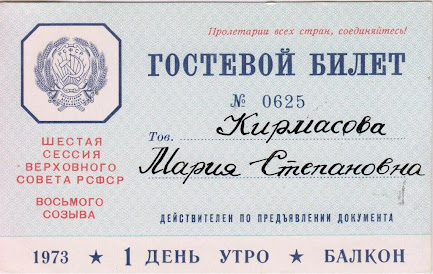 Пролетарии всех стран, соединяйтесь!
РСФСР
ГОСТЕВОЙ БИЛЕТ
№ 0625
Тов. Кирмасова
Мария Степановна
ШЕСТАЯ
СЕССИЯ
ВЕРХОВНОГО
СОВЕТА РСФСР
ВОСЬМОГО
СОЗЫВА
ДЕЙСТВИТЕЛЕН ПО ПРЕДЪЯВЛЕНИИ ДОКУМЕНТА
1973 ★ 1 ДЕНЬ УТРО ★ БАЛКОН